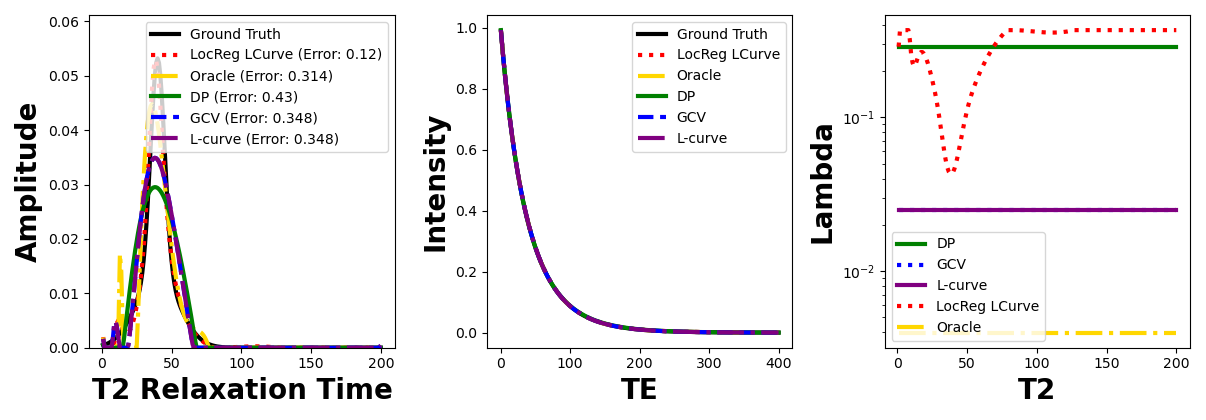 Amplitude
0.06
0.05
0.04
0.03
0.02
0.01
0.00
0
50
100
150
200
T2 Relaxation Time
Ground Truth
LocReg LCurve (Error: 0.12)
Oracle (Error: 0.314)
DP (Error: 0.43)
GCV (Error: 0.348)
L-curve (Error: 0.348)
Intensity
1.0
0.8
0.6
0.4
0.2
0.0
0
100
200
300
400
TE
Ground Truth
LocReg LCurve
Oracle
DP
GCV
L-curve
Lambda
10⁻¹
10⁻²
0
50
100
150
200
T2
DP
GCV
L-curve
LocReg LCurve
Oracle